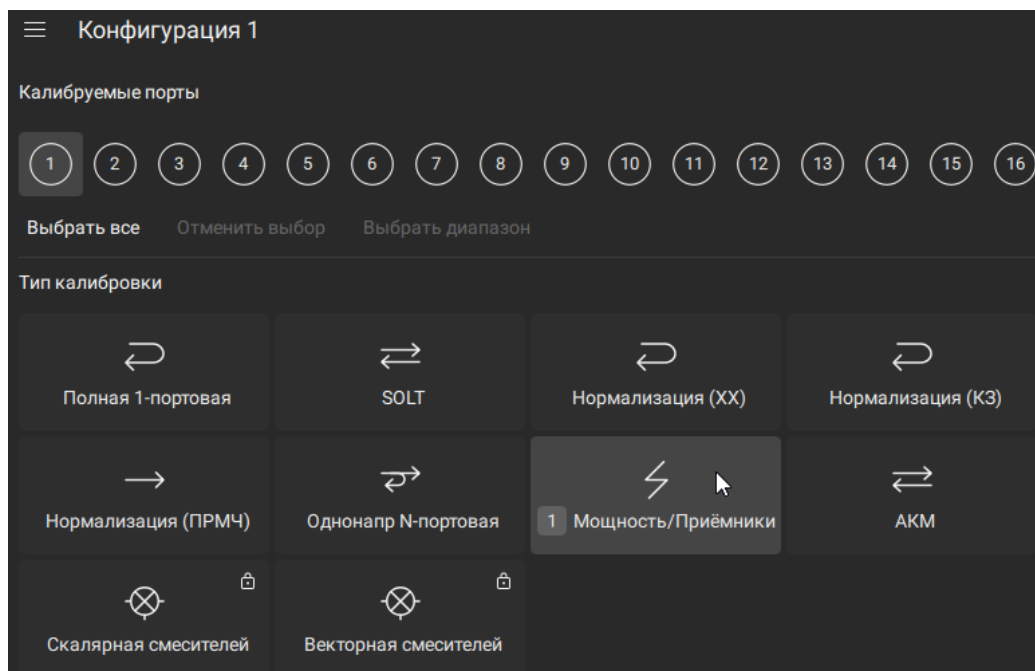 Конфигурация 1
Калибруемые порты
1 2 3 4 5 6 7 8 9 10 11 12 13 14 15 16
Выбрать все Отменить выбор Выбрать диапазон
Тип калибровки
Полная 1-портовая SOLT Нормализация (ХХ) Нормализация (КЗ)
Нормализация (ПРМЧ) Однонапр N-портовая 1 Мощность/Приёмники АКМ
Скалярная смесителей Векторная смесителей